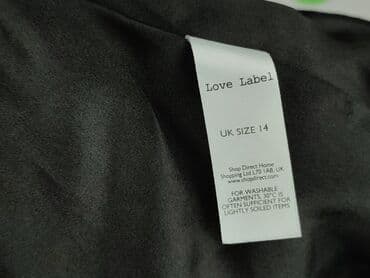 Love Label
UK SIZE 14
Shop Direct Home
Shopping Ltd L70 1AB, UK
www.shopdirect.com
FOR WASHABLE
GARMENTS, 30°C IS
OFTEN SUFFICIENT FOR
LIGHTLY SOILED ITEMS